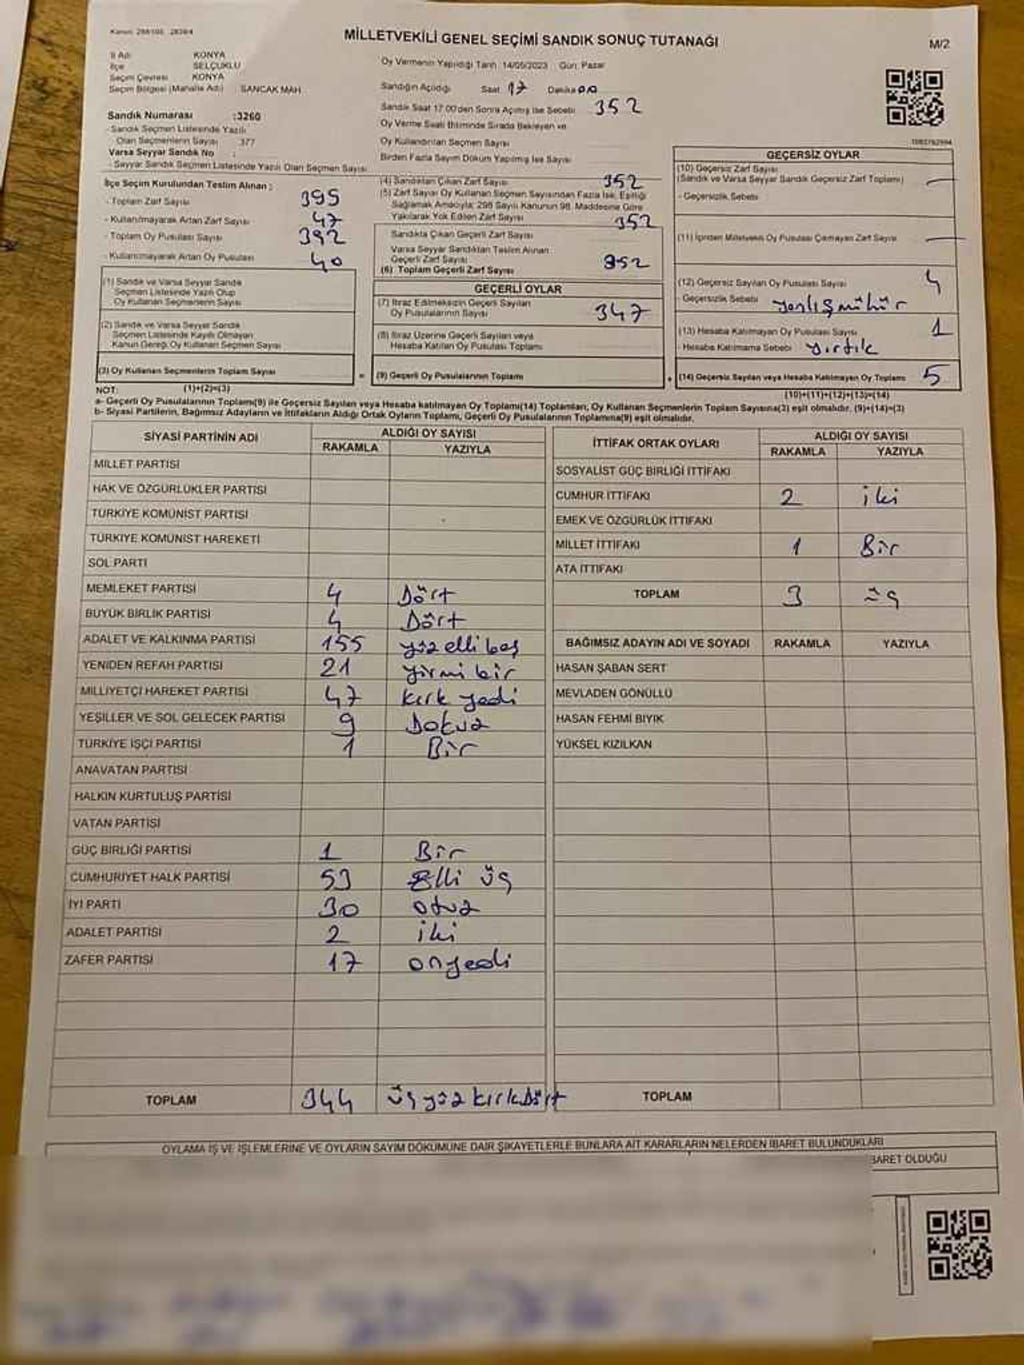 MİLLETVEKİLİ GENEL SEÇİMİ SANDIK SONUÇ TUTANAĞI
M/2
İl Adı KONYA
İlçe SELÇUKLU
Seçim Çevresi KONYA
Seçim Bölgesi (Mahalle Adı) SANCAK MAH.
Sandık Numarası :3260
- Sandık Seçmen Listesinde Yazılı
Olan Seçmenlerin Sayısı 377
Varsa Seyyar Sandık No :
- Seyyar Sandık Seçmen Listesinde Yazılı Olan Seçmen Sayısı
Oy Vermenin Yapıldığı Tarih: 14/05/2023 Gün: Pazar
Sandığın Açıldığı Saat 17 Dakika 00
Sandık Saat 17.00'den Sonra Açılmış İse Sebebi 352
Oy Verme Saati Bitiminde Sırada Bekleyen ve
Oy Kullandırılan Seçmen Sayısı
Birden Fazla Sayım Döküm Yapılmış İse Sayısı
İlçe Seçim Kurulundan Teslim Alınan ;
- Toplam Zarf Sayısı 395
- Kullanılmayarak Artan Zarf Sayısı 47
- Toplam Oy Pusulası Sayısı 392
- Kullanılmayarak Artan Oy Pusulası 40
(4) Sandıktan Çıkan Zarf Sayısı 352
(5) Zarf Sayısı Oy Kullanan Seçmen Sayısından Fazla İse, Eşitliği
Sağlamak Amacıyla; 298 Sayılı Kanunun 98. Maddesine Göre
Yakılarak Yok Edilen Zarf Sayısı 352
Sandıkta Çıkan Geçerli Zarf Sayısı
Varsa Seyyar Sandıktan Teslim Alınan
Geçerli Zarf Sayısı 352
(6) Toplam Geçerli Zarf Sayısı
GEÇERSİZ OYLAR
(10) Geçersiz Zarf Sayısı
(Sandık ve Varsa Seyyar Sandık Geçersiz Zarf Toplamı)
- Geçersizlik Sebebi
(11) İçinden Milletvekili Oy Pusulası Çıkmayan Zarf Sayısı
(12) Geçersiz Sayılan Oy Pusulası Sayısı 4
- Geçersizlik Sebebi yanlış mühür
(13) Hesaba Katılmayan Oy Pusulası Sayısı 1
- Hesaba Katılmama Sebebi yırtık
(14) Geçersiz Sayılan veya Hesaba Katılmayan Oy Toplamı 5
(10)+(11)+(12)+(13)=(14)
(1) Sandık ve Varsa Seyyar Sandık
Seçmen Listesinde Yazılı Olup
Oy Kullanan Seçmenlerin Sayısı
(2) Sandık ve Varsa Seyyar Sandık
Seçmen Listesinde Kayıtlı Olmayan
Kanun Gereği Oy Kullanan Seçmen Sayısı
(3) Oy Kullanan Seçmenlerin Toplam Sayısı
GEÇERLİ OYLAR
(7) İtiraz Edilmeksizin Geçerli Sayılan
Oy Pusulalarının Sayısı 347
(8) İtiraz Üzerine Geçerli Sayılan veya
Hesaba Katılan Oy Pusulası Toplamı
(9) Geçerli Oy Pusulalarının Toplamı
NOT: (1)+(2)=(3)
a- Geçerli Oy Pusulalarının Toplamı(9) ile Geçersiz Sayılan veya Hesaba katılmayan Oy Toplamı(14) Toplamları, Oy Kullanan Seçmenlerin Toplam Sayısına(3) eşit olmalıdır. (9)+(14)=(3)
b- Siyasi Partilerin, Bağımsız Adayların ve İttifakların Aldığı Ortak Oyların Toplamı, Geçerli Oy Pusulalarının Toplamına(9) eşit olmalıdır.
SİYASİ PARTİNİN ADI ALDIĞI OY SAYISI
RAKAMLA YAZIYLA
MİLLET PARTİSİ
HAK VE ÖZGÜRLÜKLER PARTİSİ
TÜRKİYE KOMÜNİST PARTİSİ
TÜRKİYE KOMÜNİST HAREKETİ
SOL PARTİ
MEMLEKET PARTİSİ 4 Dört
BÜYÜK BİRLİK PARTİSİ 4 Dört
ADALET VE KALKINMA PARTİSİ 155 yüz elli beş
YENİDEN REFAH PARTİSİ 21 yirmi bir
MİLLİYETÇİ HAREKET PARTİSİ 47 kırk yedi
YEŞİLLER VE SOL GELECEK PARTİSİ 9 Dokuz
TÜRKİYE İŞÇİ PARTİSİ 1 Bir
ANAVATAN PARTİSİ
HALKIN KURTULUŞ PARTİSİ
VATAN PARTİSİ
GÜÇ BİRLİĞİ PARTİSİ 1 Bir
CUMHURİYET HALK PARTİSİ 53 Elli üç
İYİ PARTİ 30 otuz
ADALET PARTİSİ 2 iki
ZAFER PARTİSİ 17 onyedi
TOPLAM 344 üçyüz kırkDört
İTTİFAK ORTAK OYLARI ALDIĞI OY SAYISI
RAKAMLA YAZIYLA
SOSYALİST GÜÇ BİRLİĞİ İTTİFAKI
CUMHUR İTTİFAKI 2 iki
EMEK VE ÖZGÜRLÜK İTTİFAKI
MİLLET İTTİFAKI 1 Bir
ATA İTTİFAKI
TOPLAM 3 üç
BAĞIMSIZ ADAYIN ADI VE SOYADI RAKAMLA YAZIYLA
HASAN ŞABAN SERT
MEVLADEN GÖNÜLLÜ
HASAN FEHMİ BIYIK
YÜKSEL KIZILKAN
TOPLAM
OYLAMA İŞ VE İŞLEMLERİNE VE OYLARIN SAYIM DÖKÜMÜNE DAİR ŞİKAYETLERLE BUNLARA AİT KARARLARIN NELERDEN İBARET BULUNDUKLARI
BARET OLDUĞU